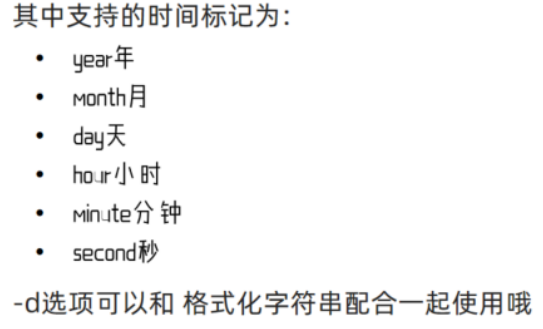 其中支持的时间标记为：
• year年
• month月
• day天
• hour小时
• minute分钟
• second秒
-d选项可以和 格式化字符串配合一起使用哦